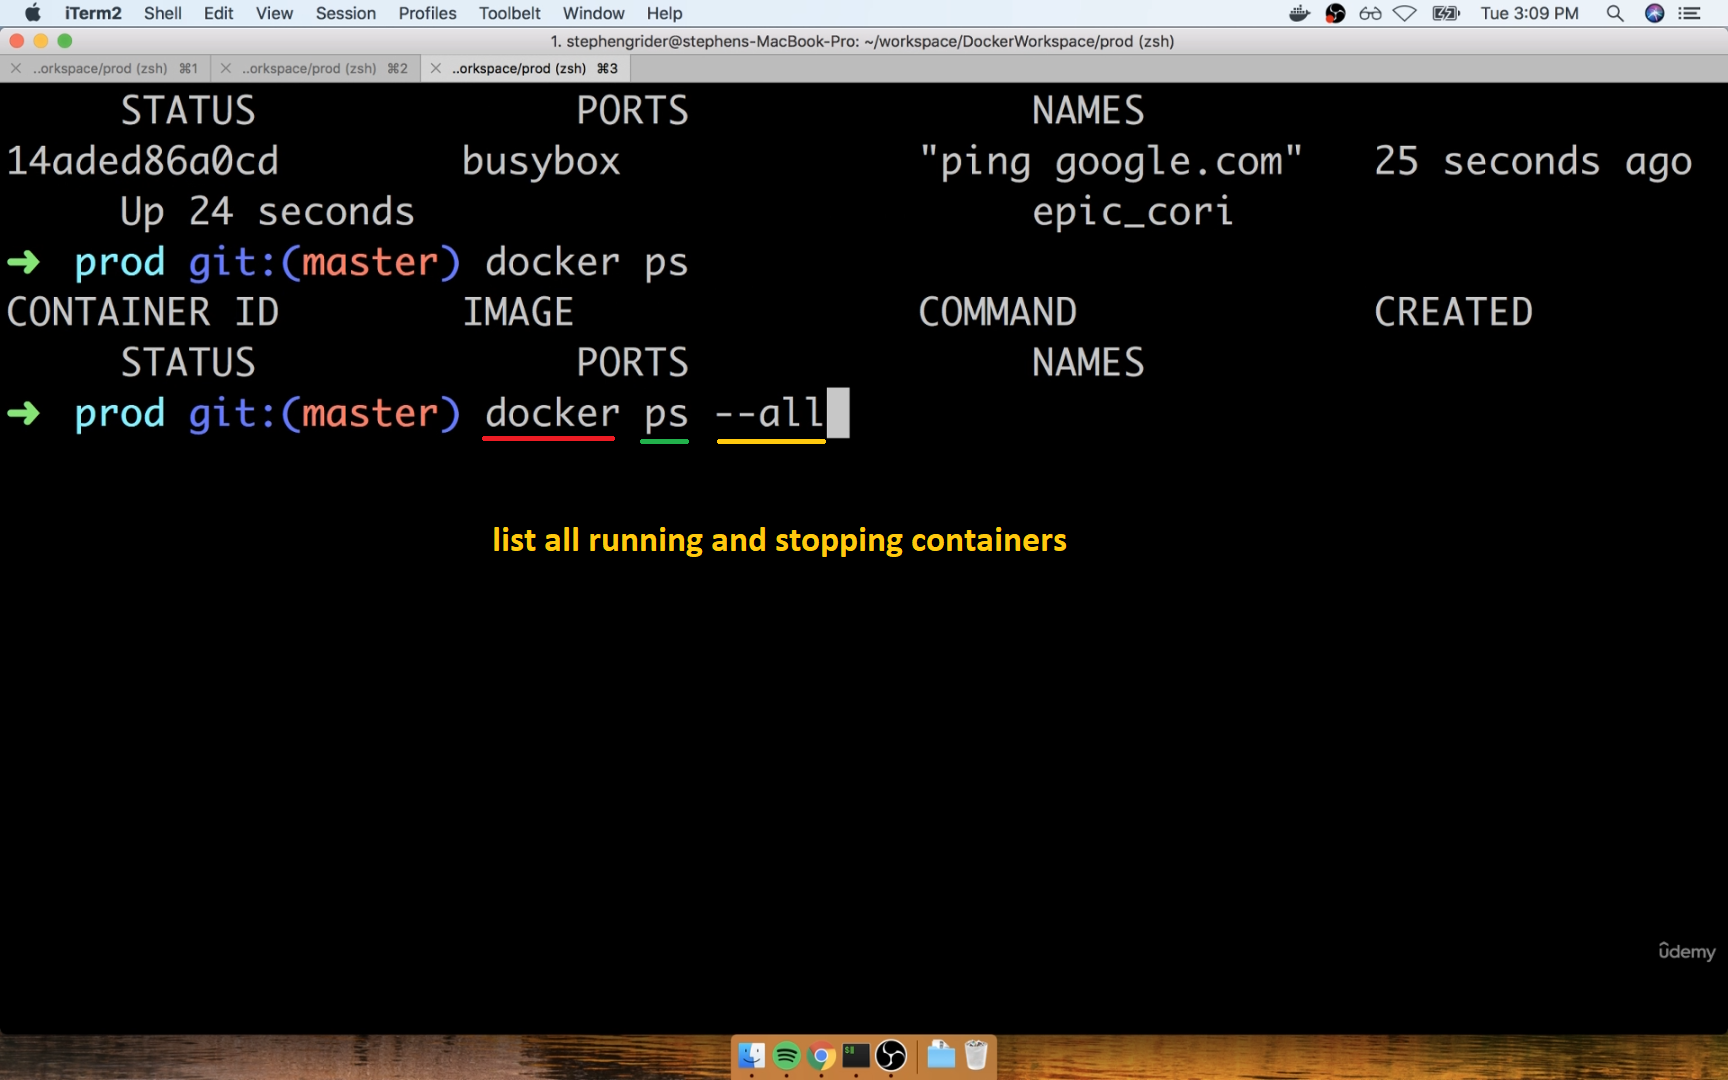 iTerm2 Shell Edit View Session Profiles Toolbelt Window Help Tue 3:09 PM
1. stephengrider@stephens-MacBook-Pro: ~/workspace/DockerWorkspace/prod (zsh)
..orkspace/prod (zsh) ⌘1 ..orkspace/prod (zsh) ⌘2 ..orkspace/prod (zsh) ⌘3
STATUS PORTS NAMES
14aded86a0cd busybox "ping google.com" 25 seconds ago
Up 24 seconds epic_cori
➜ prod git:(master) docker ps
CONTAINER ID IMAGE COMMAND CREATED
STATUS PORTS NAMES
➜ prod git:(master) docker ps --all
list all running and stopping containers
ûdemy